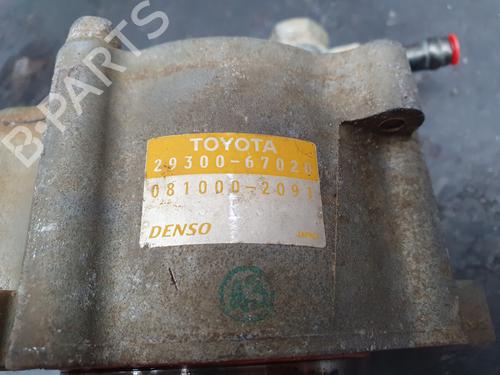 TOYOTA
29300-67020
081000-2091
DENSO
JAPAN
B-PARTS